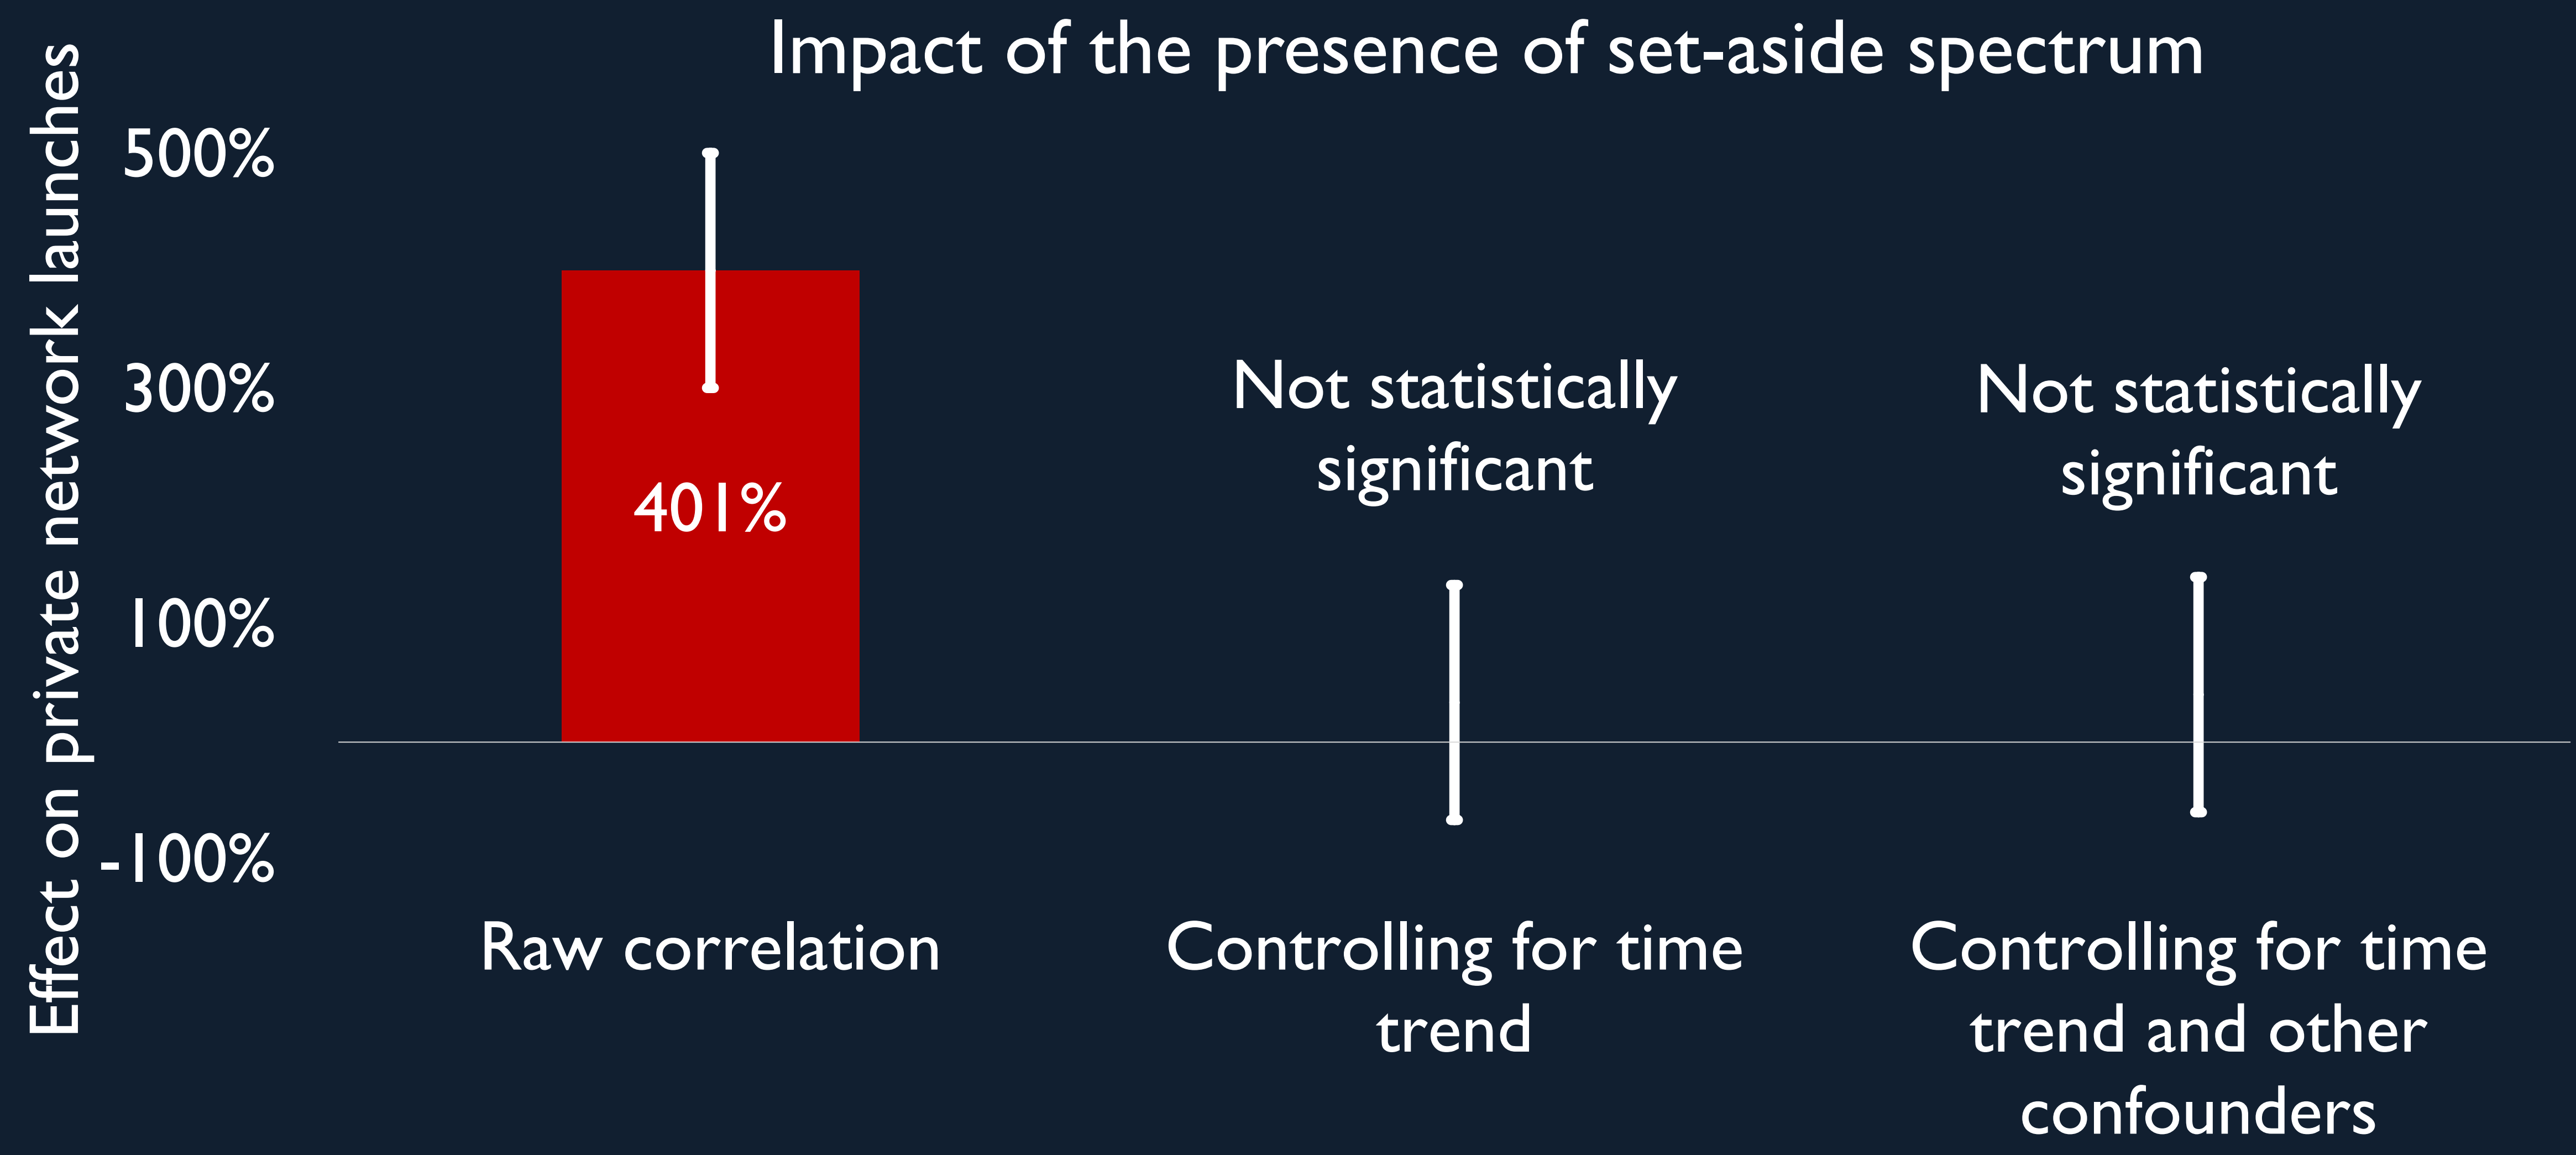 Impact of the presence of set-aside spectrum
Effect on private network launches
500%
300%
100%
-100%
401%
Not statistically
significant
Not statistically
significant
Raw correlation
Controlling for time
trend
Controlling for time
trend and other
confounders